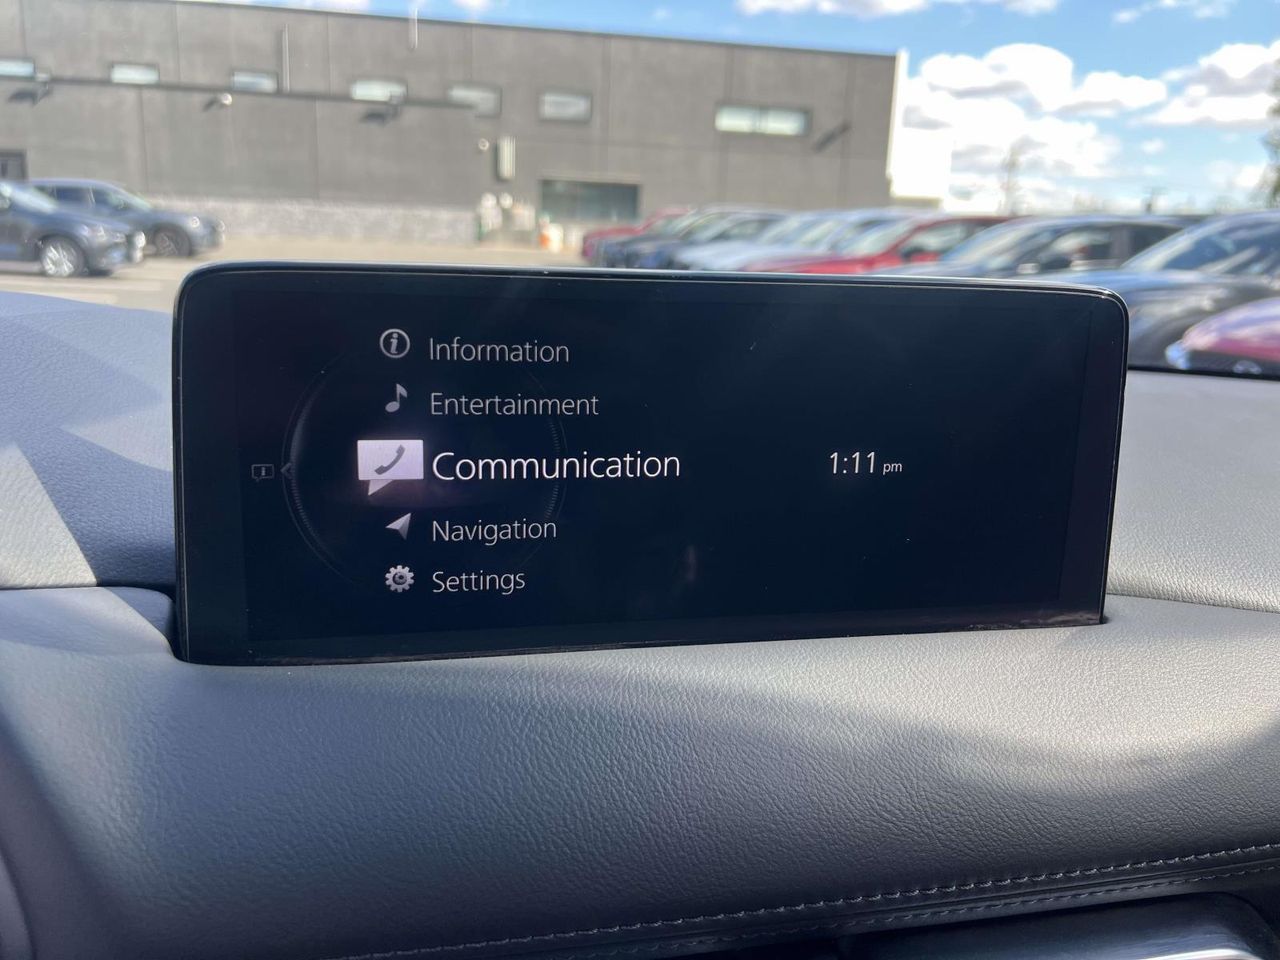 Information
Entertainment
Communication
1:11 pm
Navigation
Settings